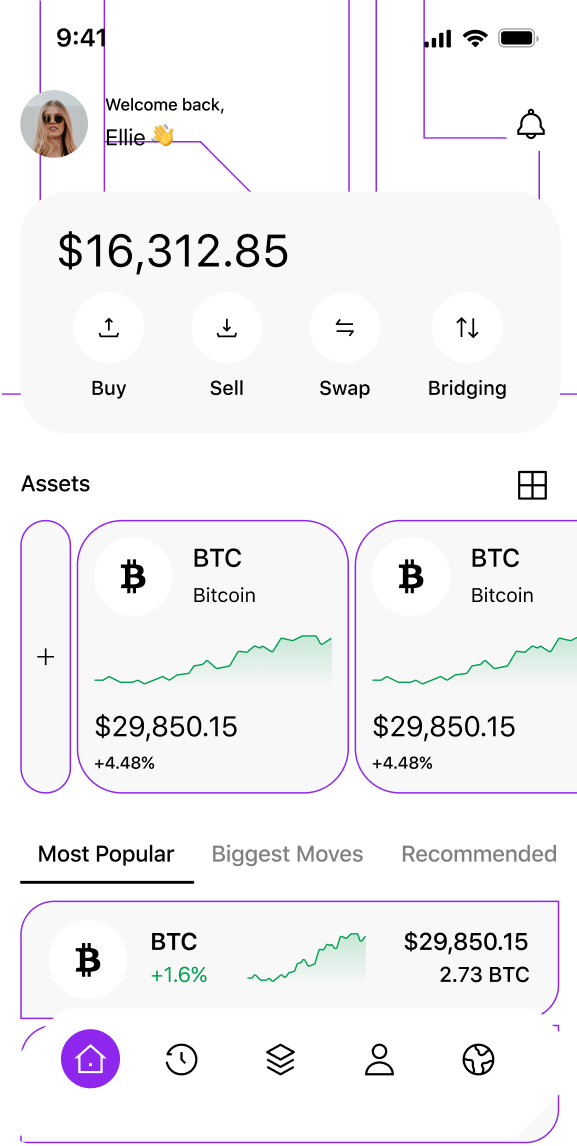 9:41
Welcome back,
Ellie 👋
$16,312.85
Buy
Sell
Swap
Bridging
Assets
BTC
Bitcoin
$29,850.15
+4.48%
BTC
Bitcoin
$29,850.15
+4.48%
Most Popular
Biggest Moves
Recommended
BTC
+1.6%
$29,850.15
2.73 BTC